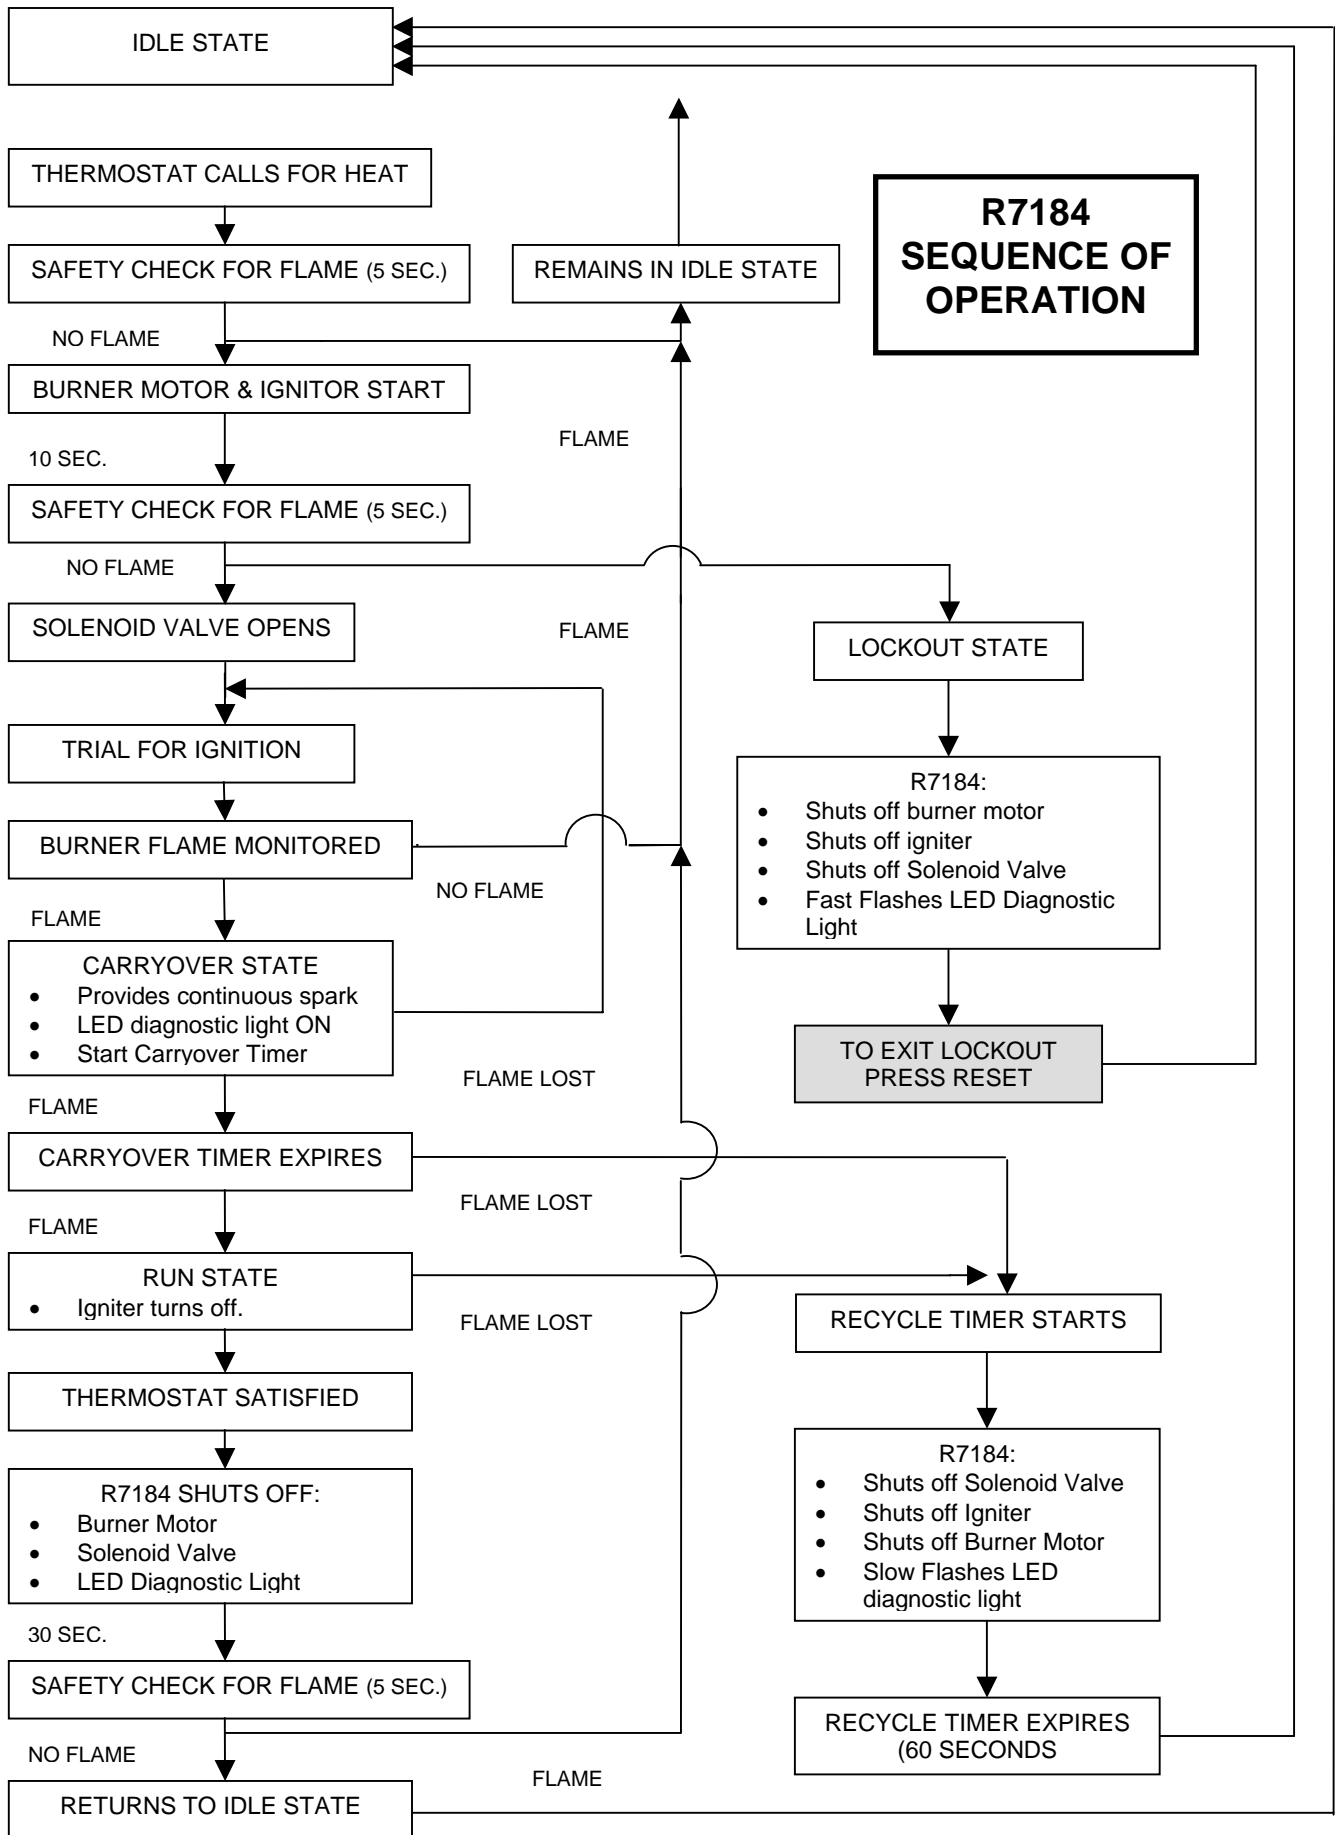 IDLE STATE
THERMOSTAT CALLS FOR HEAT
R7184
SEQUENCE OF
OPERATION
SAFETY CHECK FOR FLAME (5 SEC.)
REMAINS IN IDLE STATE
NO FLAME
BURNER MOTOR & IGNITOR START
FLAME
10 SEC.
SAFETY CHECK FOR FLAME (5 SEC.)
NO FLAME
SOLENOID VALVE OPENS
FLAME
LOCKOUT STATE
TRIAL FOR IGNITION
R7184:
• Shuts off burner motor
• Shuts off igniter
• Shuts off Solenoid Valve
• Fast Flashes LED Diagnostic
Light
BURNER FLAME MONITORED
NO FLAME
FLAME
CARRYOVER STATE
• Provides continuous spark
• LED diagnostic light ON
• Start Carryover Timer
TO EXIT LOCKOUT
PRESS RESET
FLAME LOST
FLAME
CARRYOVER TIMER EXPIRES
FLAME LOST
FLAME
RUN STATE
• Igniter turns off.
FLAME LOST
RECYCLE TIMER STARTS
THERMOSTAT SATISFIED
R7184 SHUTS OFF:
• Burner Motor
• Solenoid Valve
• LED Diagnostic Light
R7184:
• Shuts off Solenoid Valve
• Shuts off Igniter
• Shuts off Burner Motor
• Slow Flashes LED
diagnostic light
30 SEC.
SAFETY CHECK FOR FLAME (5 SEC.)
RECYCLE TIMER EXPIRES
(60 SECONDS
NO FLAME
FLAME
RETURNS TO IDLE STATE